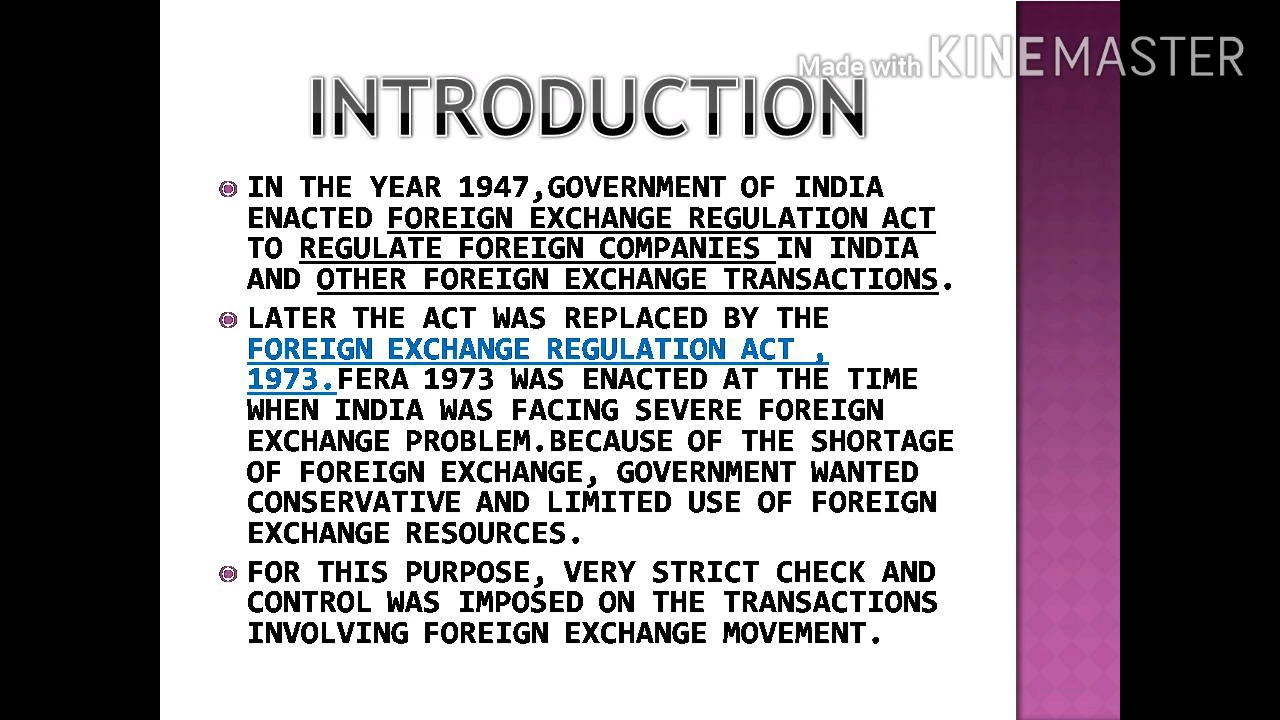 Made with KINEMASTER
INTRODUCTION
IN THE YEAR 1947,GOVERNMENT OF INDIA
ENACTED FOREIGN EXCHANGE REGULATION ACT
TO REGULATE FOREIGN COMPANIES IN INDIA
AND OTHER FOREIGN EXCHANGE TRANSACTIONS.
LATER THE ACT WAS REPLACED BY THE
FOREIGN EXCHANGE REGULATION ACT ,
1973.FERA 1973 WAS ENACTED AT THE TIME
WHEN INDIA WAS FACING SEVERE FOREIGN
EXCHANGE PROBLEM.BECAUSE OF THE SHORTAGE
OF FOREIGN EXCHANGE, GOVERNMENT WANTED
CONSERVATIVE AND LIMITED USE OF FOREIGN
EXCHANGE RESOURCES.
FOR THIS PURPOSE, VERY STRICT CHECK AND
CONTROL WAS IMPOSED ON THE TRANSACTIONS
INVOLVING FOREIGN EXCHANGE MOVEMENT.